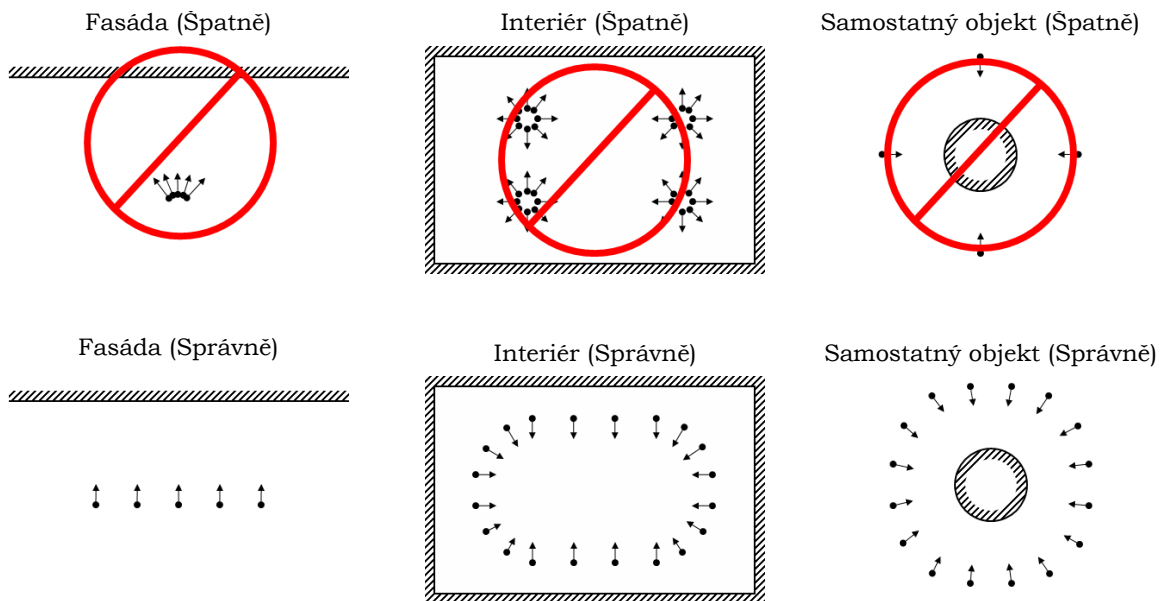 Fasáda (Špatně)
Interiér (Špatně)
Samostatný objekt (Špatně)
Fasáda (Správně)
Interiér (Správně)
Samostatný objekt (Správně)